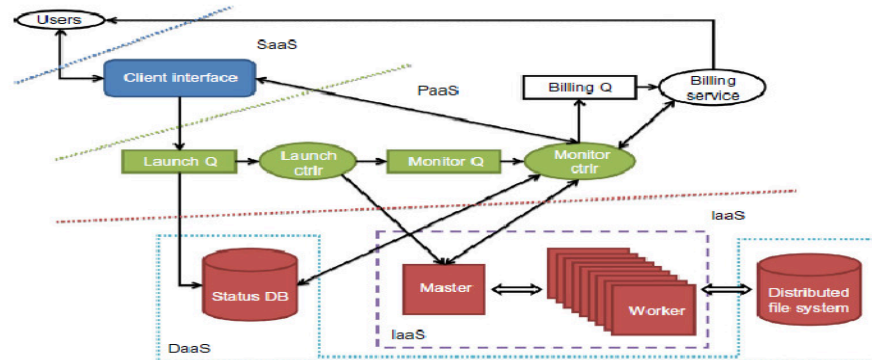 Users
SaaS
Client interface
PaaS
Billing Q
Billing
service
Launch Q
Launch
ctrlr
Monitor Q
Monitor
ctrlr
IaaS
Status DB
Master
Worker
Distributed
file system
IaaS
DaaS